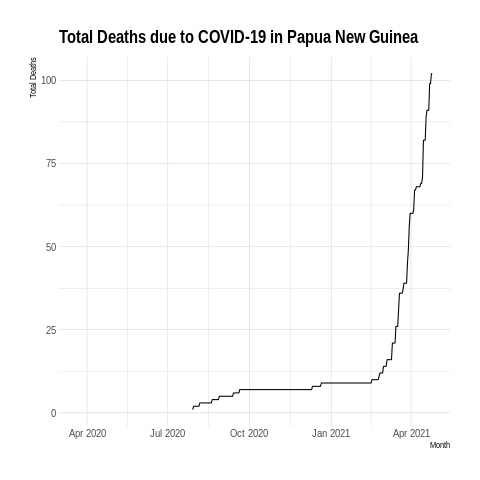 Total Deaths due to COVID-19 in Papua New Guinea
Total Deaths
100
75
50
25
0
Apr 2020 Jul 2020 Oct 2020 Jan 2021 Apr 2021
Month